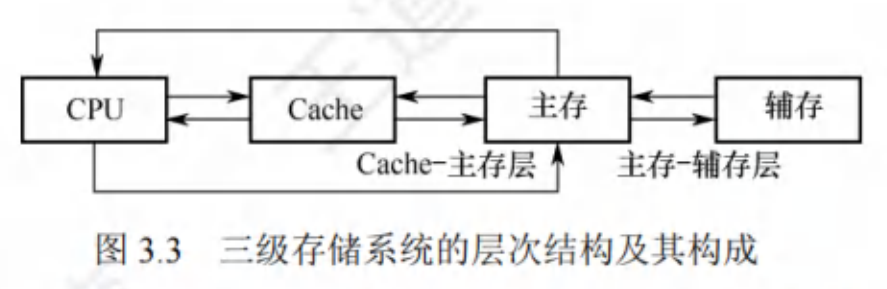 CPU
Cache
主存
辅存
Cache-主存层
主存-辅存层
图 3.3 三级存储系统的层次结构及其构成